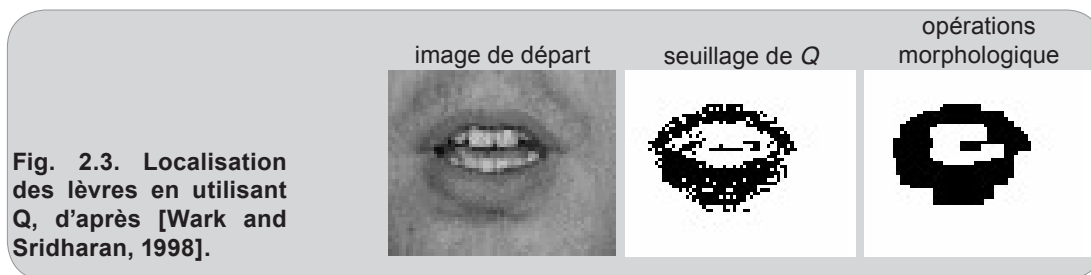 image de départ
seuillage de Q
opérations
morphologique
Fig. 2.3. Localisation
des lèvres en utilisant
Q, d'après [Wark and
Sridharan, 1998].